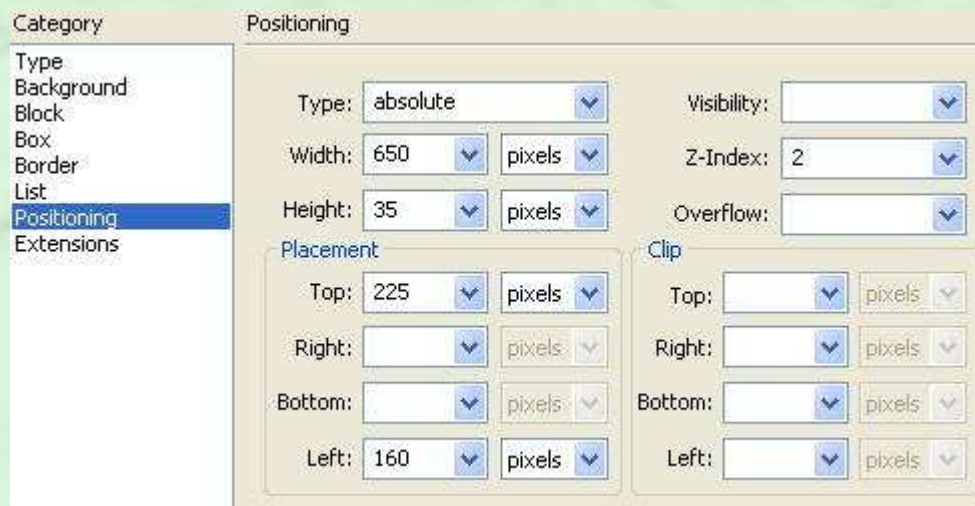 Category
Type
Background
Block
Box
Border
List
Positioning
Extensions
Positioning
Type: absolute
Visibility:
Width: 650 pixels
Z-Index: 2
Height: 35 pixels
Overflow:
Placement
Top: 225 pixels
Right: pixels
Bottom: pixels
Left: 160 pixels
Clip
Top: pixels
Right: pixels
Bottom: pixels
Left: pixels